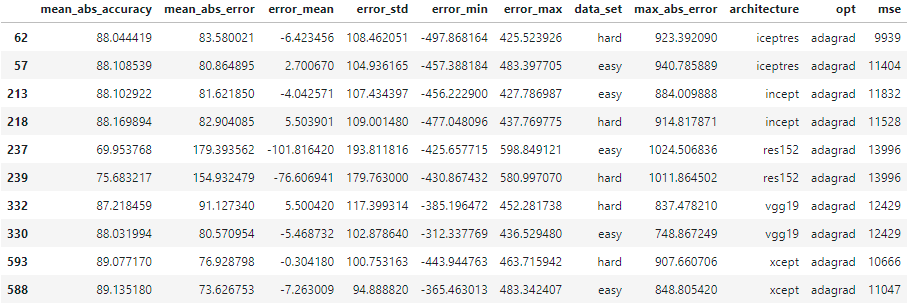 mean_abs_accuracy mean_abs_error error_mean error_std error_min error_max data_set max_abs_error architecture opt mse
62 88.044419 83.580021 -6.423456 108.462051 -497.868164 425.523926 hard 923.392090 iceptres adagrad 9939
57 88.108539 80.864895 2.700670 104.936165 -457.388184 483.397705 easy 940.785889 iceptres adagrad 11404
213 88.102922 81.621850 -4.042571 107.434397 -456.222900 427.786987 easy 884.009888 incept adagrad 11832
218 88.169894 82.904085 5.503901 109.001480 -477.048096 437.769775 hard 914.817871 incept adagrad 11528
237 69.953768 179.393562 -101.816420 193.811816 -425.657715 598.849121 easy 1024.506836 res152 adagrad 13996
239 75.683217 154.932479 -76.606941 179.763000 -430.867432 580.997070 hard 1011.864502 res152 adagrad 13996
332 87.218459 91.127340 5.500420 117.399314 -385.196472 452.281738 hard 837.478210 vgg19 adagrad 12429
330 88.031994 80.570954 -5.468732 102.878640 -312.337769 436.529480 easy 748.867249 vgg19 adagrad 12429
593 89.077170 76.928798 -0.304180 100.753163 -443.944763 463.715942 hard 907.660706 xcept adagrad 10666
588 89.135180 73.626753 -7.263009 94.888820 -365.463013 483.342407 easy 848.805420 xcept adagrad 11047